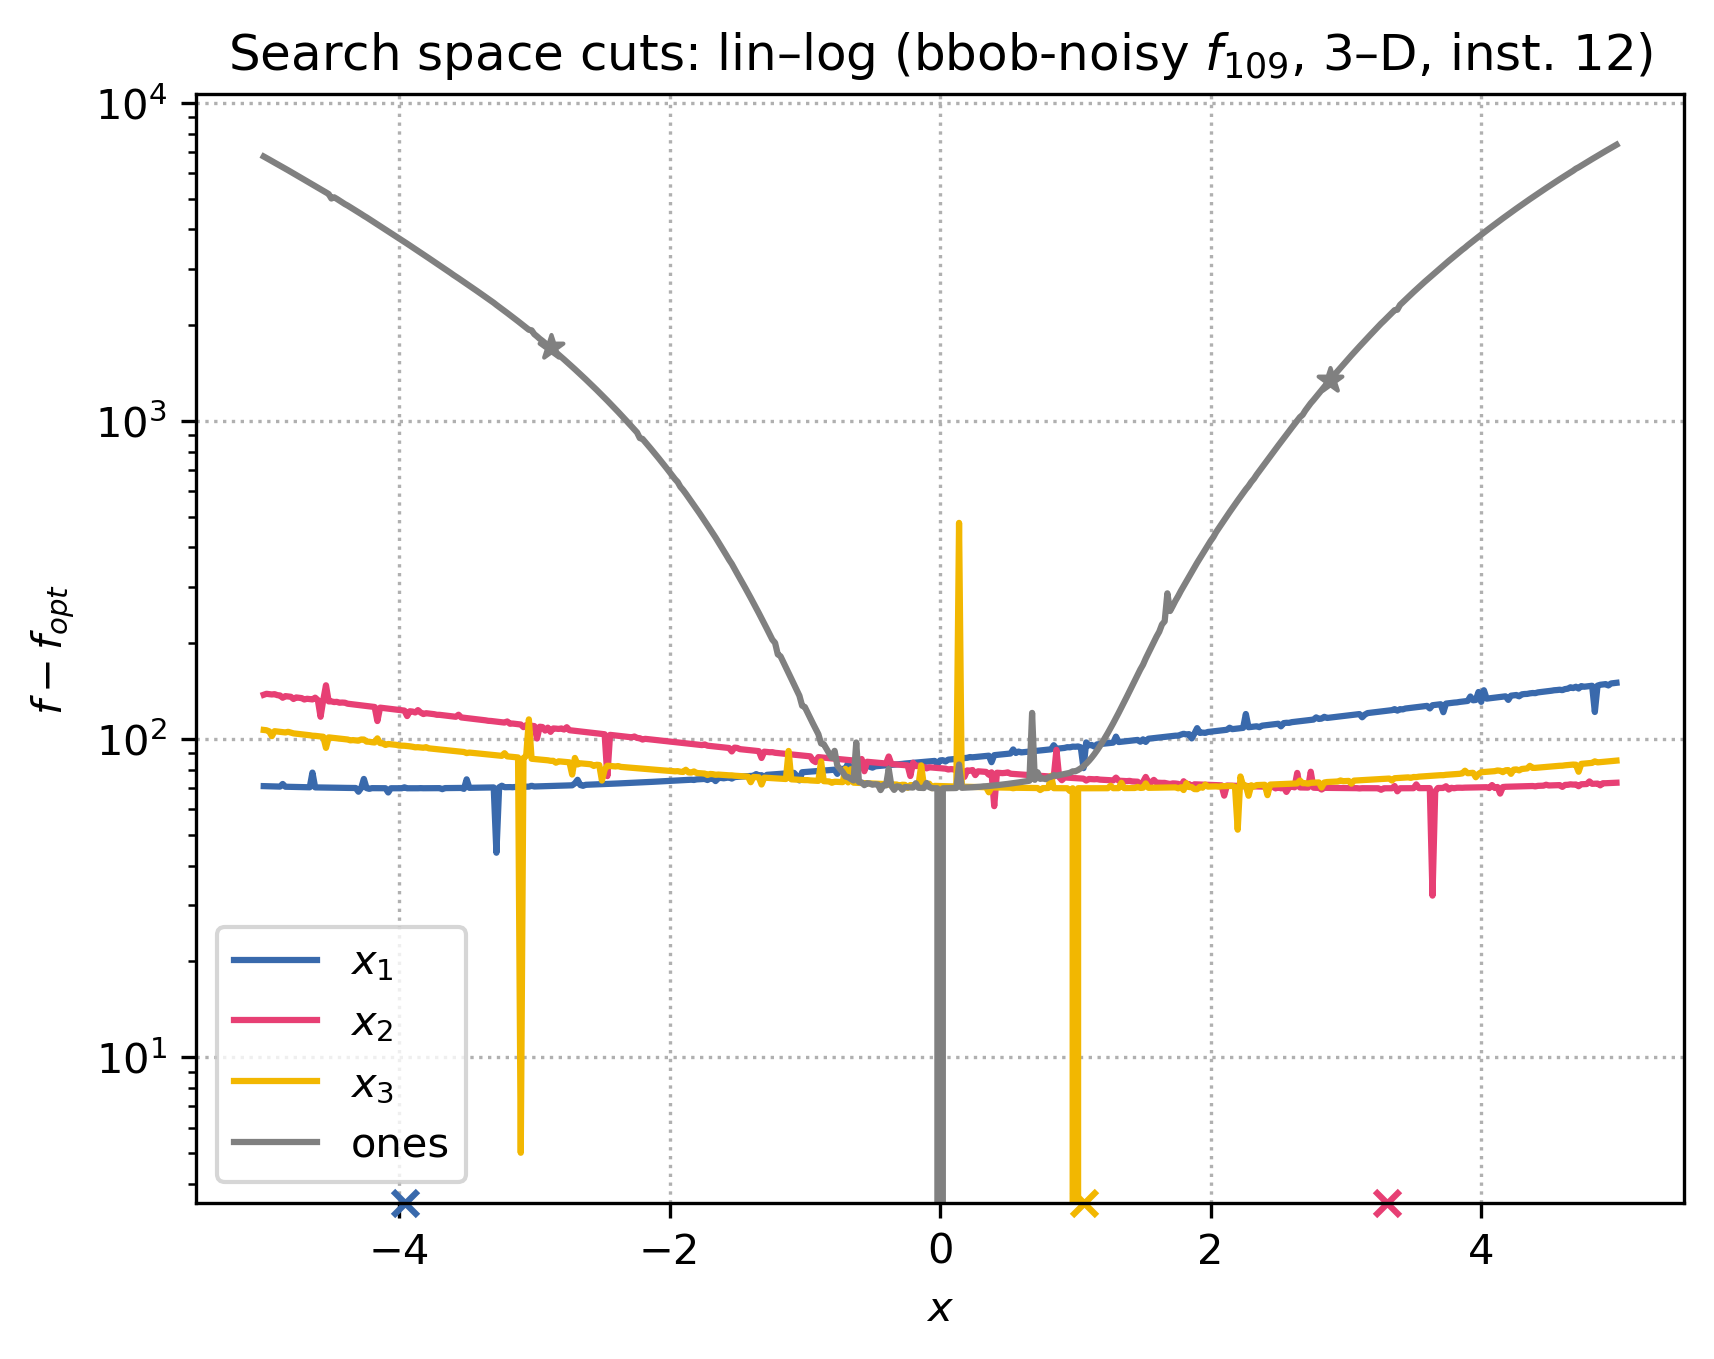 Search space cuts: lin–log (bbob-noisy f109, 3–D, inst. 12)
10^4
10^3
10^2
10^1
f − fopt
x1
x2
x3
ones
−4 −2 0 2 4
x